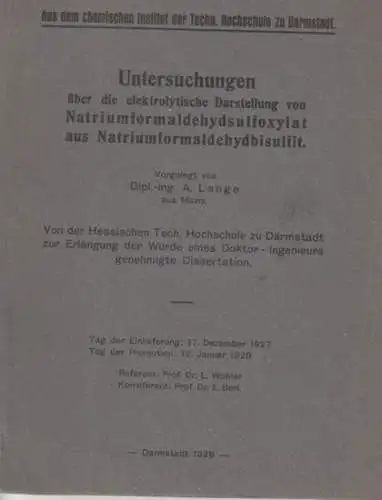 Aus dem chemischen Institut der Techn. Hochschule zu Darmstadt.
Untersuchungen
über die elektrolytische Darstellung von
Natriumformaldehydsulfoxylat
aus Natriumformaldehydbisulfit.
Vorgelegt von
Dipl.-Ing. A. Lange
aus Mainz.
Von der Hessischen Tech. Hochschule zu Darmstadt
zur Erlangung der Würde eines Doktor-Ingenieurs
genehmigte Dissertation.
Tag der Einlieferung: 17. Dezember 1927
Tag der Promotion: 12. Januar 1928
Referent: Prof. Dr. L. Wöhler
Korreferent: Prof. Dr. E. Berl.
— Darmstadt 1928 —